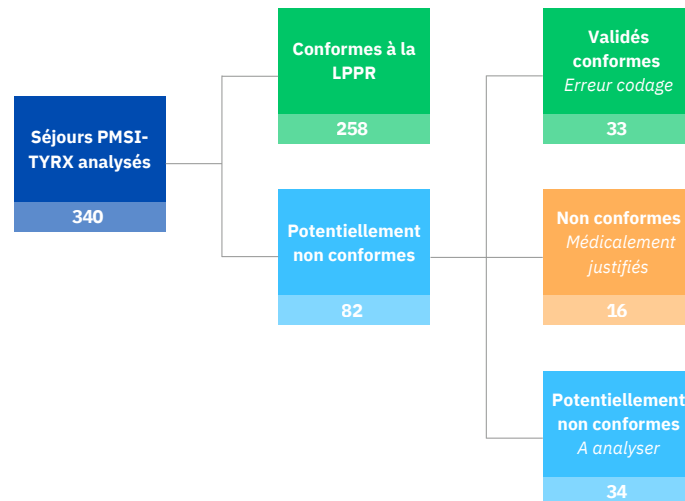 Séjours PMSI-
TYRX analysés
340
Conformes à la
LPPR
258
Potentiellement
non conformes
82
Validés
conformes
Erreur codage
33
Non conformes
Médicalement
justifiés
16
Potentiellement
non conformes
A analyser
34